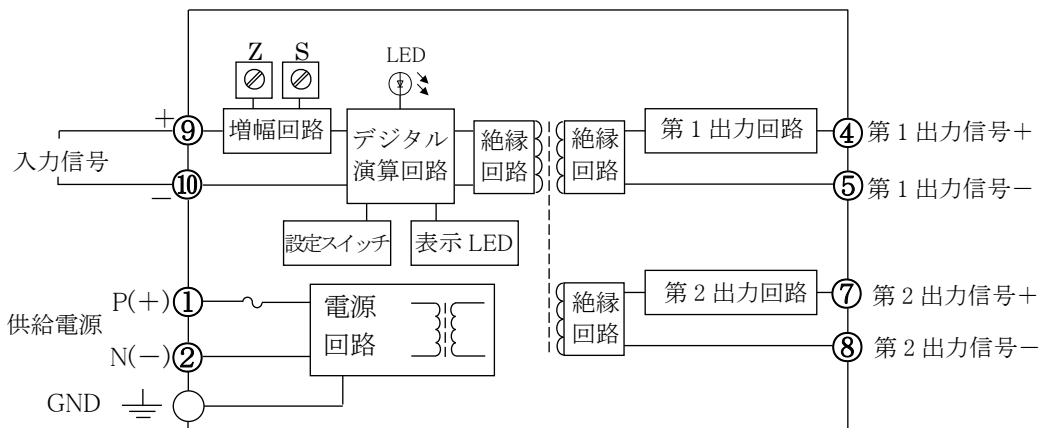 Z S
LED
+
⑨
増幅回路
デジタル
演算回路
絶縁
回路
絶縁
回路
第1出力回路
④ 第1出力信号+
入力信号
⑩
−
⑤ 第1出力信号−
設定スイッチ
表示LED
P(+) ①
供給電源
N(−) ②
電源
回路
絶縁
回路
第2出力回路
⑦ 第2出力信号+
⑧ 第2出力信号−
GND